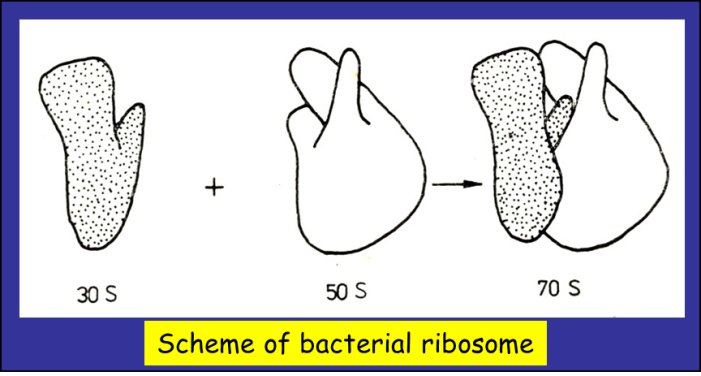 +
30 S
50 S
70 S
Scheme of bacterial ribosome